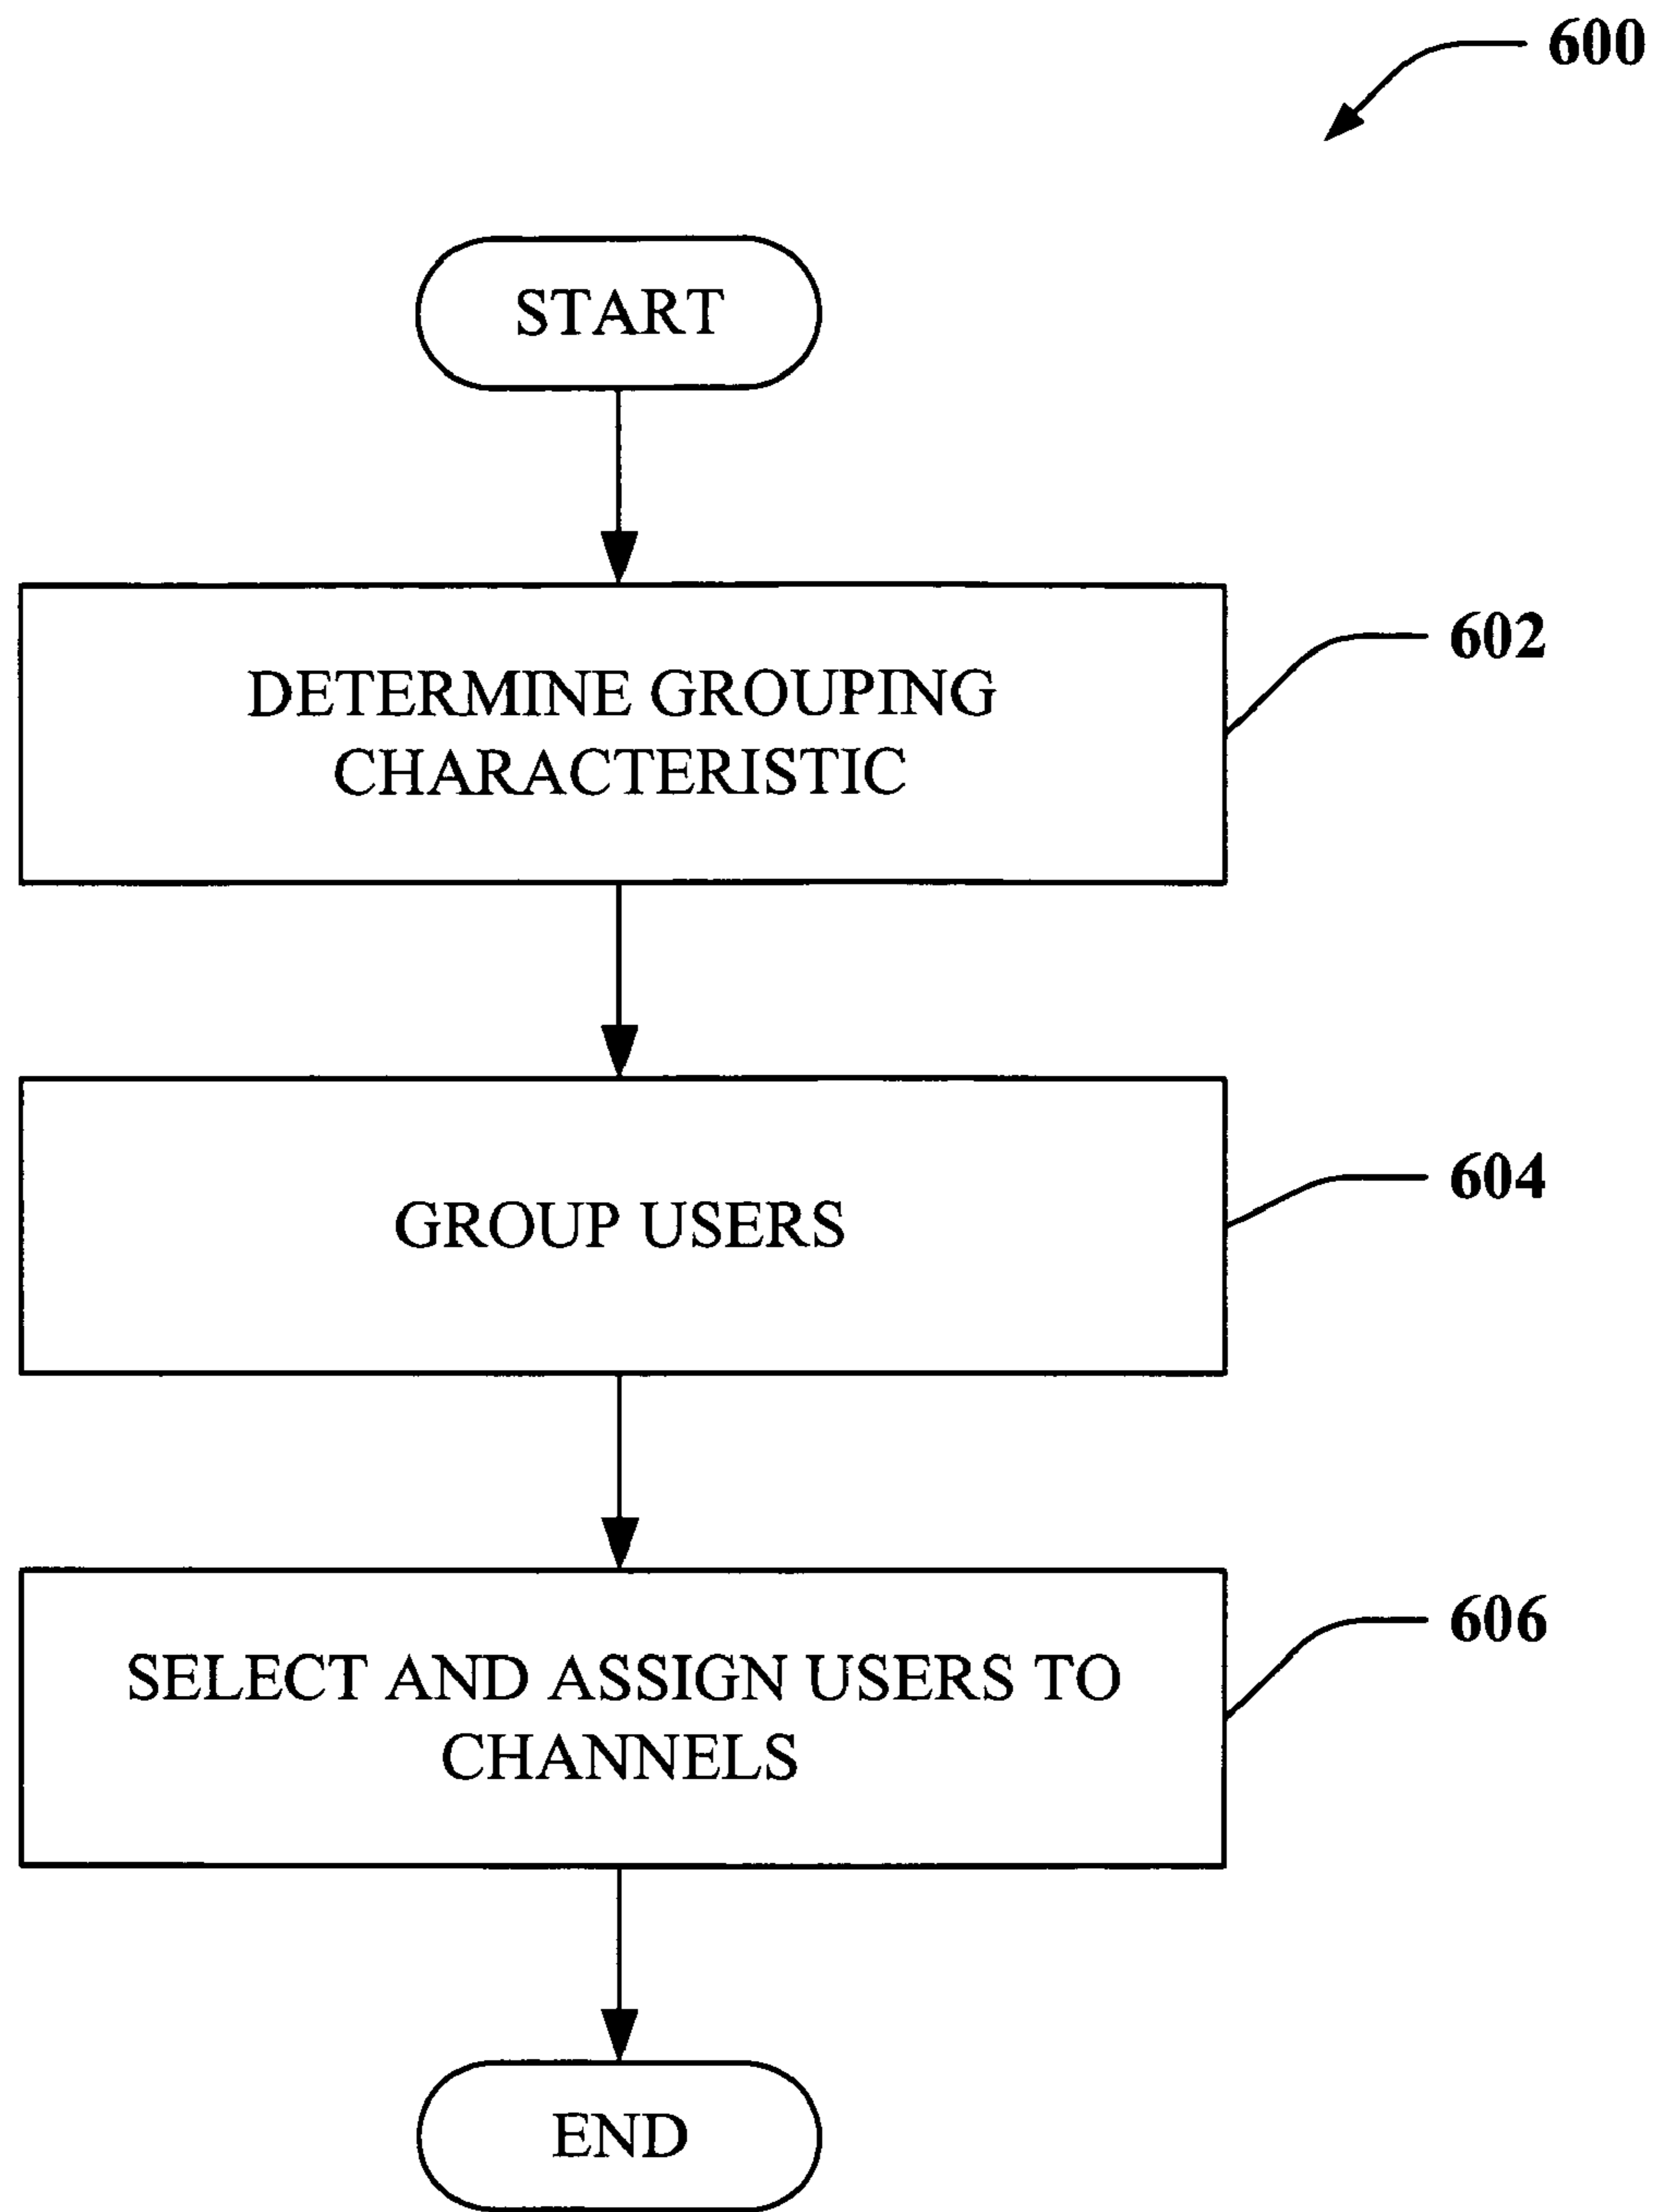 600
START
DETERMINE GROUPING
CHARACTERISTIC
602
GROUP USERS
604
SELECT AND ASSIGN USERS TO
CHANNELS
606
END